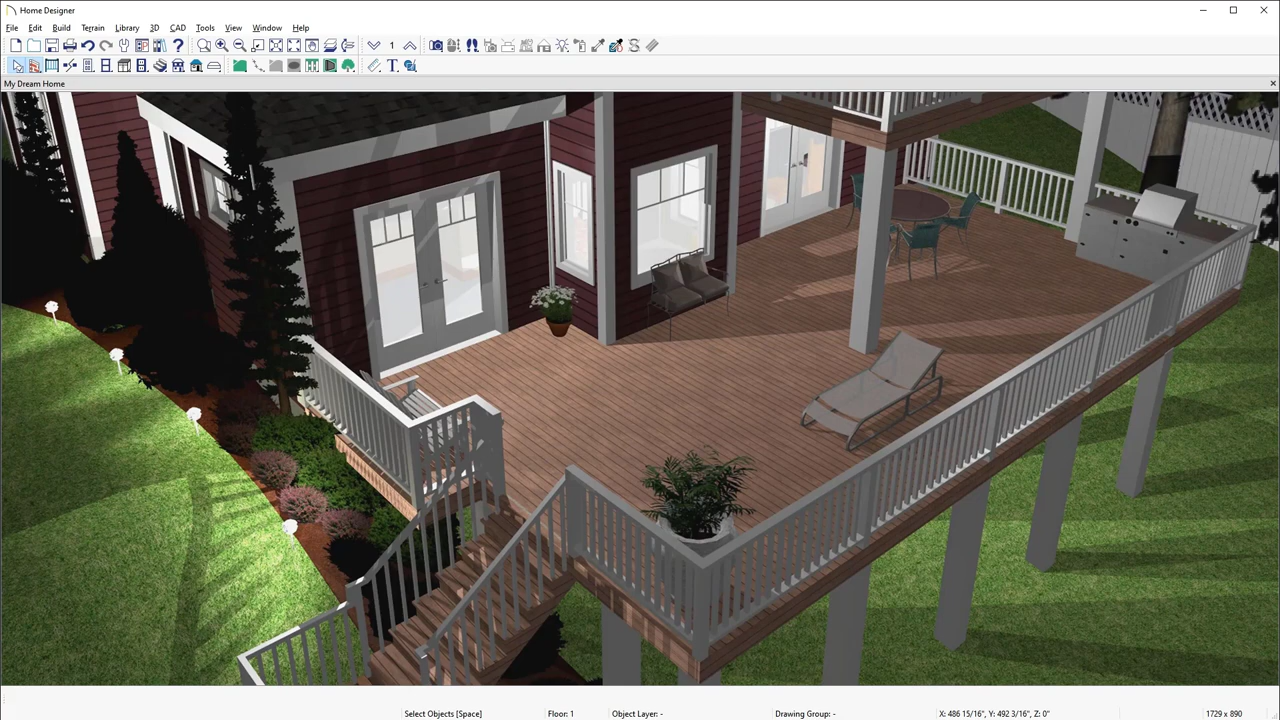 Home Designer
File Edit Build Terrain Library 3D CAD Tools View Window Help
1
T
My Dream Home
Select Objects [Space] Floor: 1 Object Layer: - Drawing Group: - X: 486 15/16", Y: 492 3/16", Z: 0" 1729 x 890